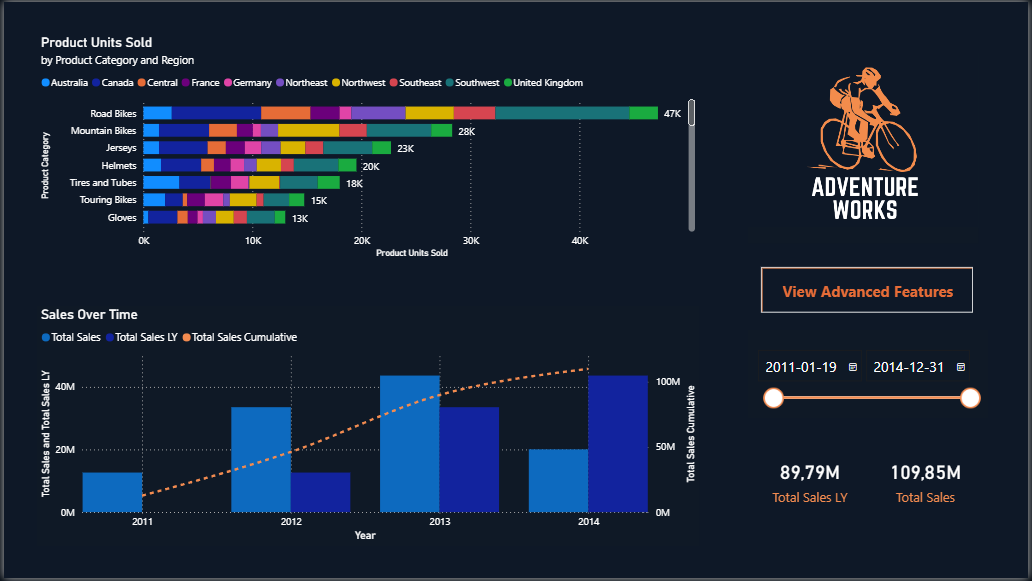 Product Units Sold
by Product Category and Region
Australia Canada Central France Germany Northeast Northwest Southeast Southwest United Kingdom
Product Category
Road Bikes 47K
Mountain Bikes 28K
Jerseys 23K
Helmets 20K
Tires and Tubes 18K
Touring Bikes 15K
Gloves 13K
0K 10K 20K 30K 40K
Product Units Sold
ADVENTURE
WORKS
View Advanced Features
Sales Over Time
Total Sales Total Sales LY Total Sales Cumulative
Total Sales and Total Sales LY
40M
20M
0M
100M
50M
0M
Total Sales Cumulative
2011 2012 2013 2014
Year
2011-01-19 2014-12-31
89,79M 109,85M
Total Sales LY Total Sales